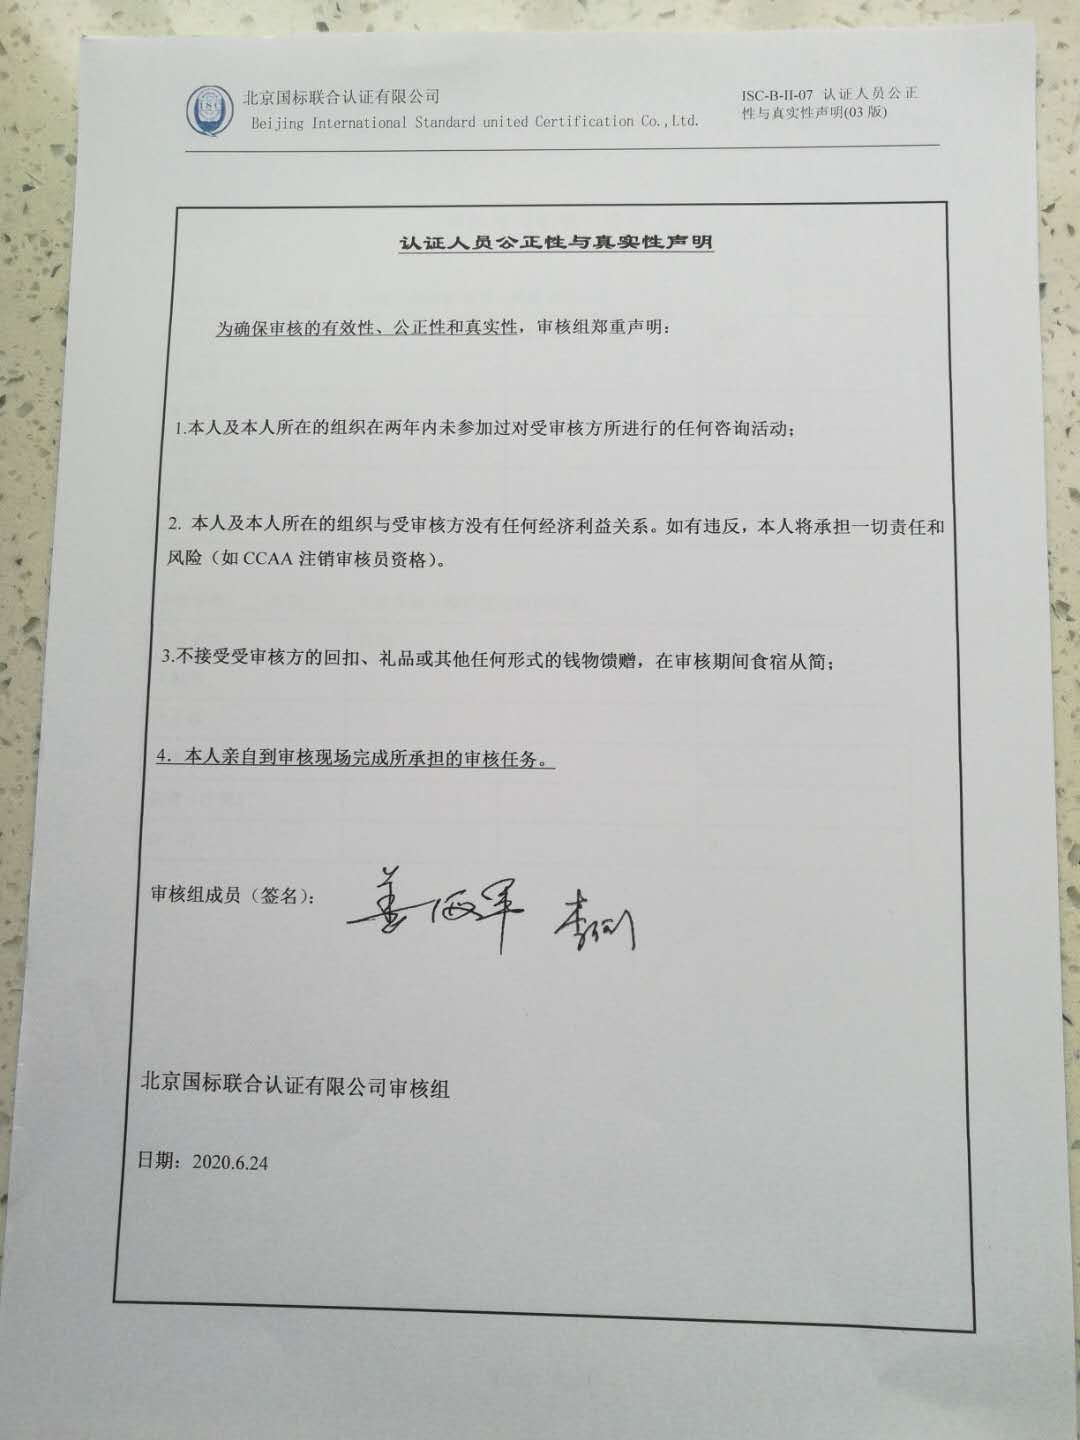 北京国标联合认证有限公司
Beijing International Standard united Certification Co.,Ltd.
ISC-B-II-07 认证人员公正
性与真实性声明(03 版)
认证人员公正性与真实性声明
为确保审核的有效性、公正性和真实性，审核组郑重声明：
1.本人及本人所在的组织在两年内未参加过对受审核方所进行的任何咨询活动；
2. 本人及本人所在的组织与受审核方没有任何经济利益关系。如有违反，本人将承担一切责任和
风险（如 CCAA 注销审核员资格）。
3.不接受受审核方的回扣、礼品或其他任何形式的钱物馈赠，在审核期间食宿从简；
4．本人亲自到审核现场完成所承担的审核任务。
审核组成员（签名）： 姜海军
北京国标联合认证有限公司审核组
日期：2020.6.24